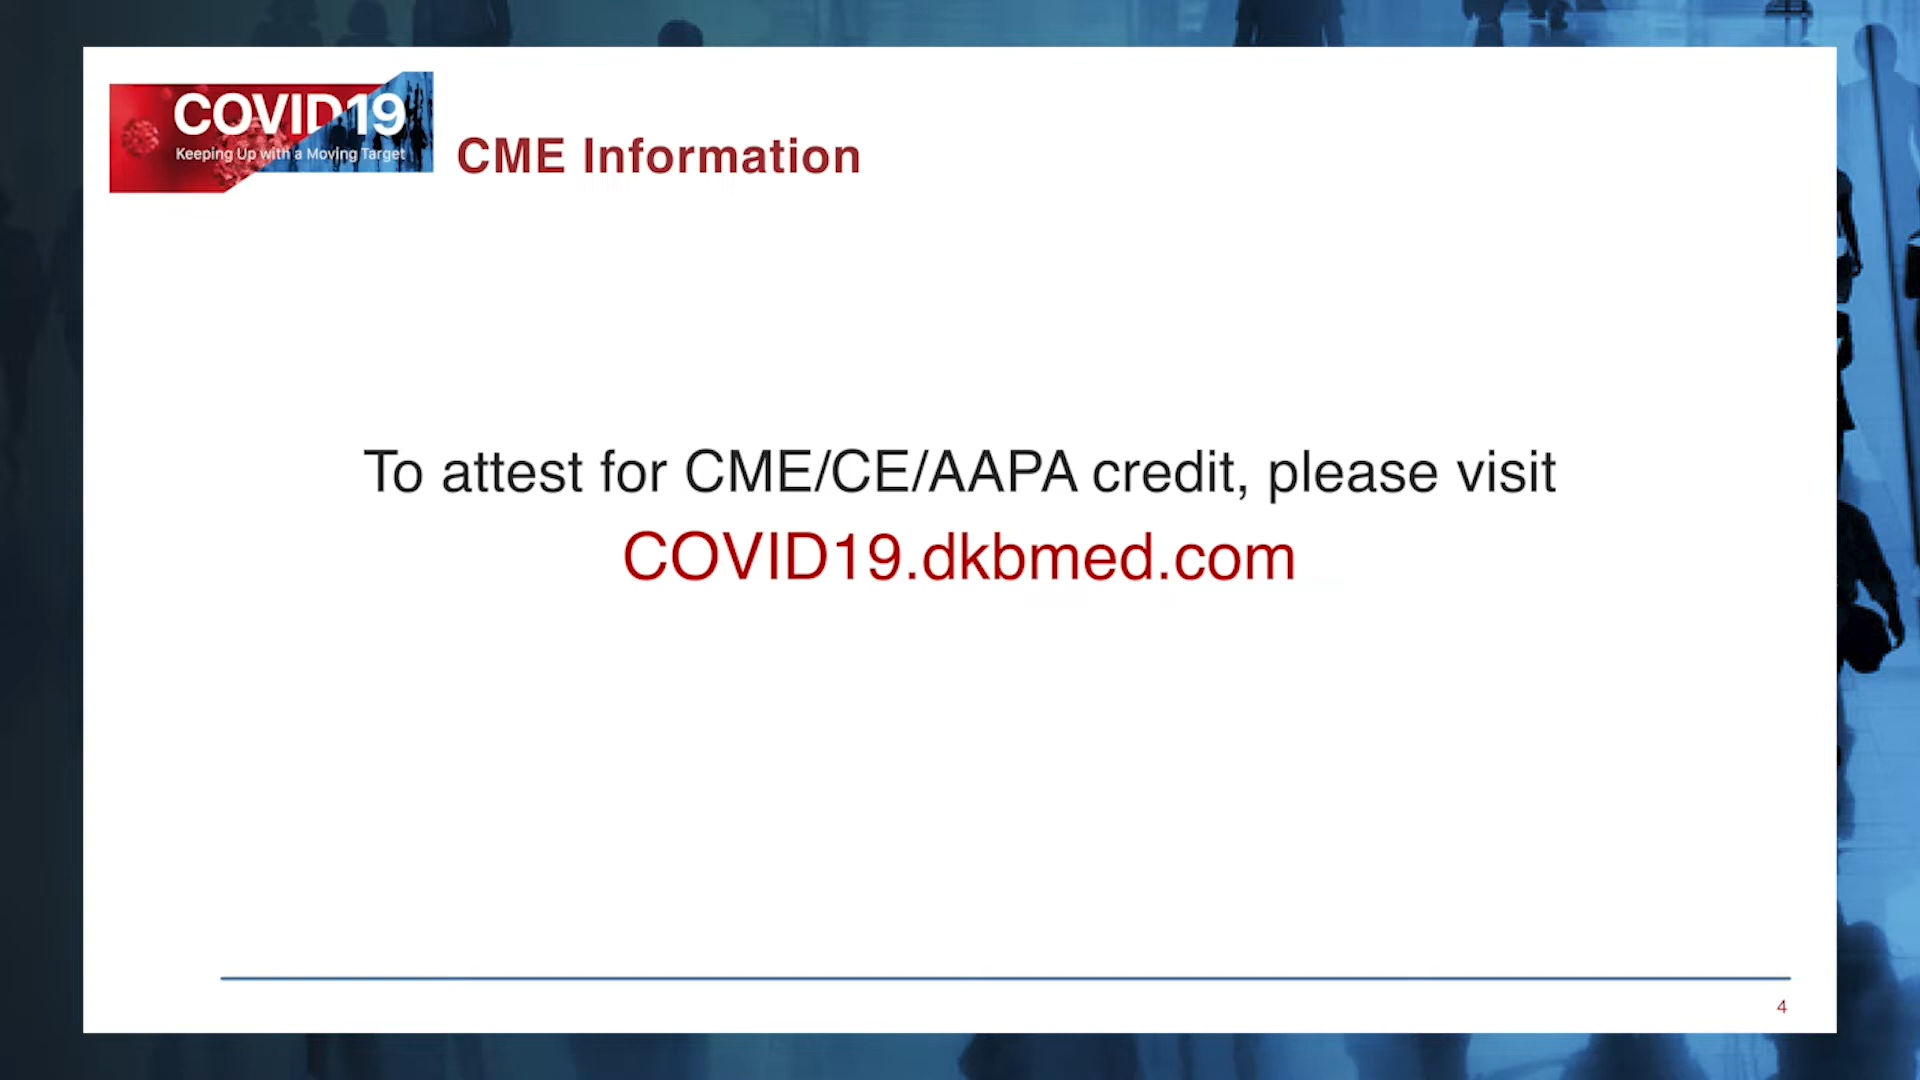 COVID19
Keeping Up with a Moving Target
CME Information
To attest for CME/CE/AAPA credit, please visit
COVID19.dkbmed.com
4